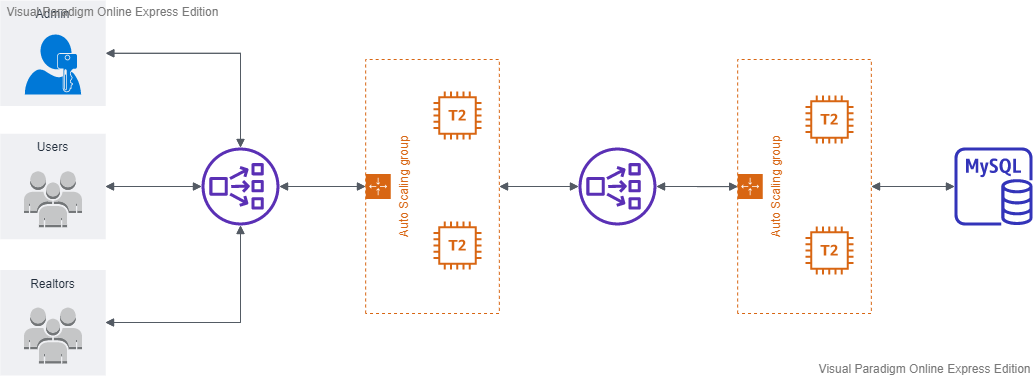 Visual Paradigm Online Express Edition
Admin
Users
Realtors
Auto Scaling group
T2
T2
Auto Scaling group
T2
T2
MySQL
Visual Paradigm Online Express Edition